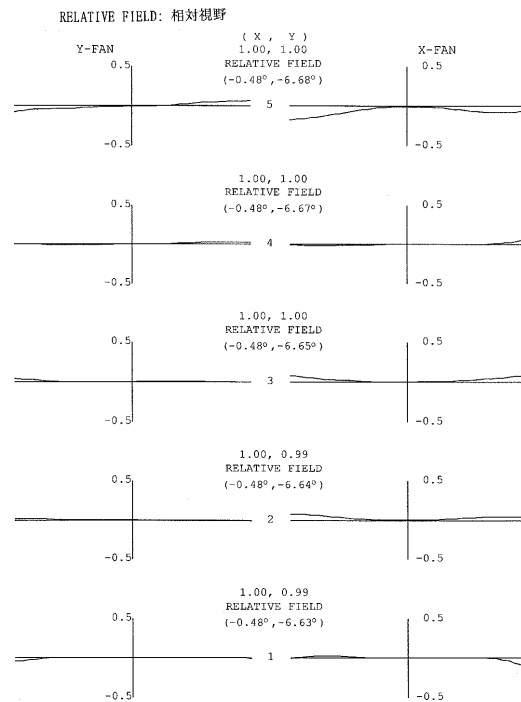 RELATIVE FIELD: 相対視野
( X , Y )
Y-FAN 1.00, 1.00 X-FAN
0.5 RELATIVE FIELD 0.5
(-0.48°,-6.68°)
5
-0.5 -0.5
1.00, 1.00
0.5 RELATIVE FIELD 0.5
(-0.48°,-6.67°)
4
-0.5 -0.5
1.00, 1.00
0.5 RELATIVE FIELD 0.5
(-0.48°,-6.65°)
3
-0.5 -0.5
1.00, 0.99
0.5 RELATIVE FIELD 0.5
(-0.48°,-6.64°)
2
-0.5 -0.5
1.00, 0.99
0.5 RELATIVE FIELD 0.5
(-0.48°,-6.63°)
1
-0.5 -0.5